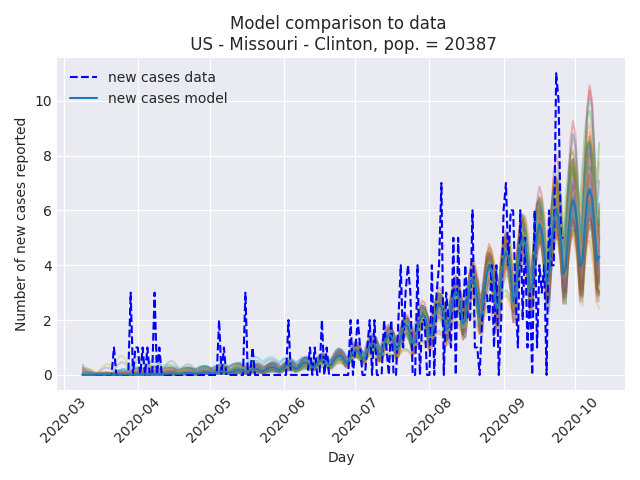 Model comparison to data
US - Missouri - Clinton, pop. = 20387
new cases data
new cases model
Number of new cases reported
10
8
6
4
2
0
2020-03
2020-04
2020-05
2020-06
2020-07
2020-08
2020-09
2020-10
Day